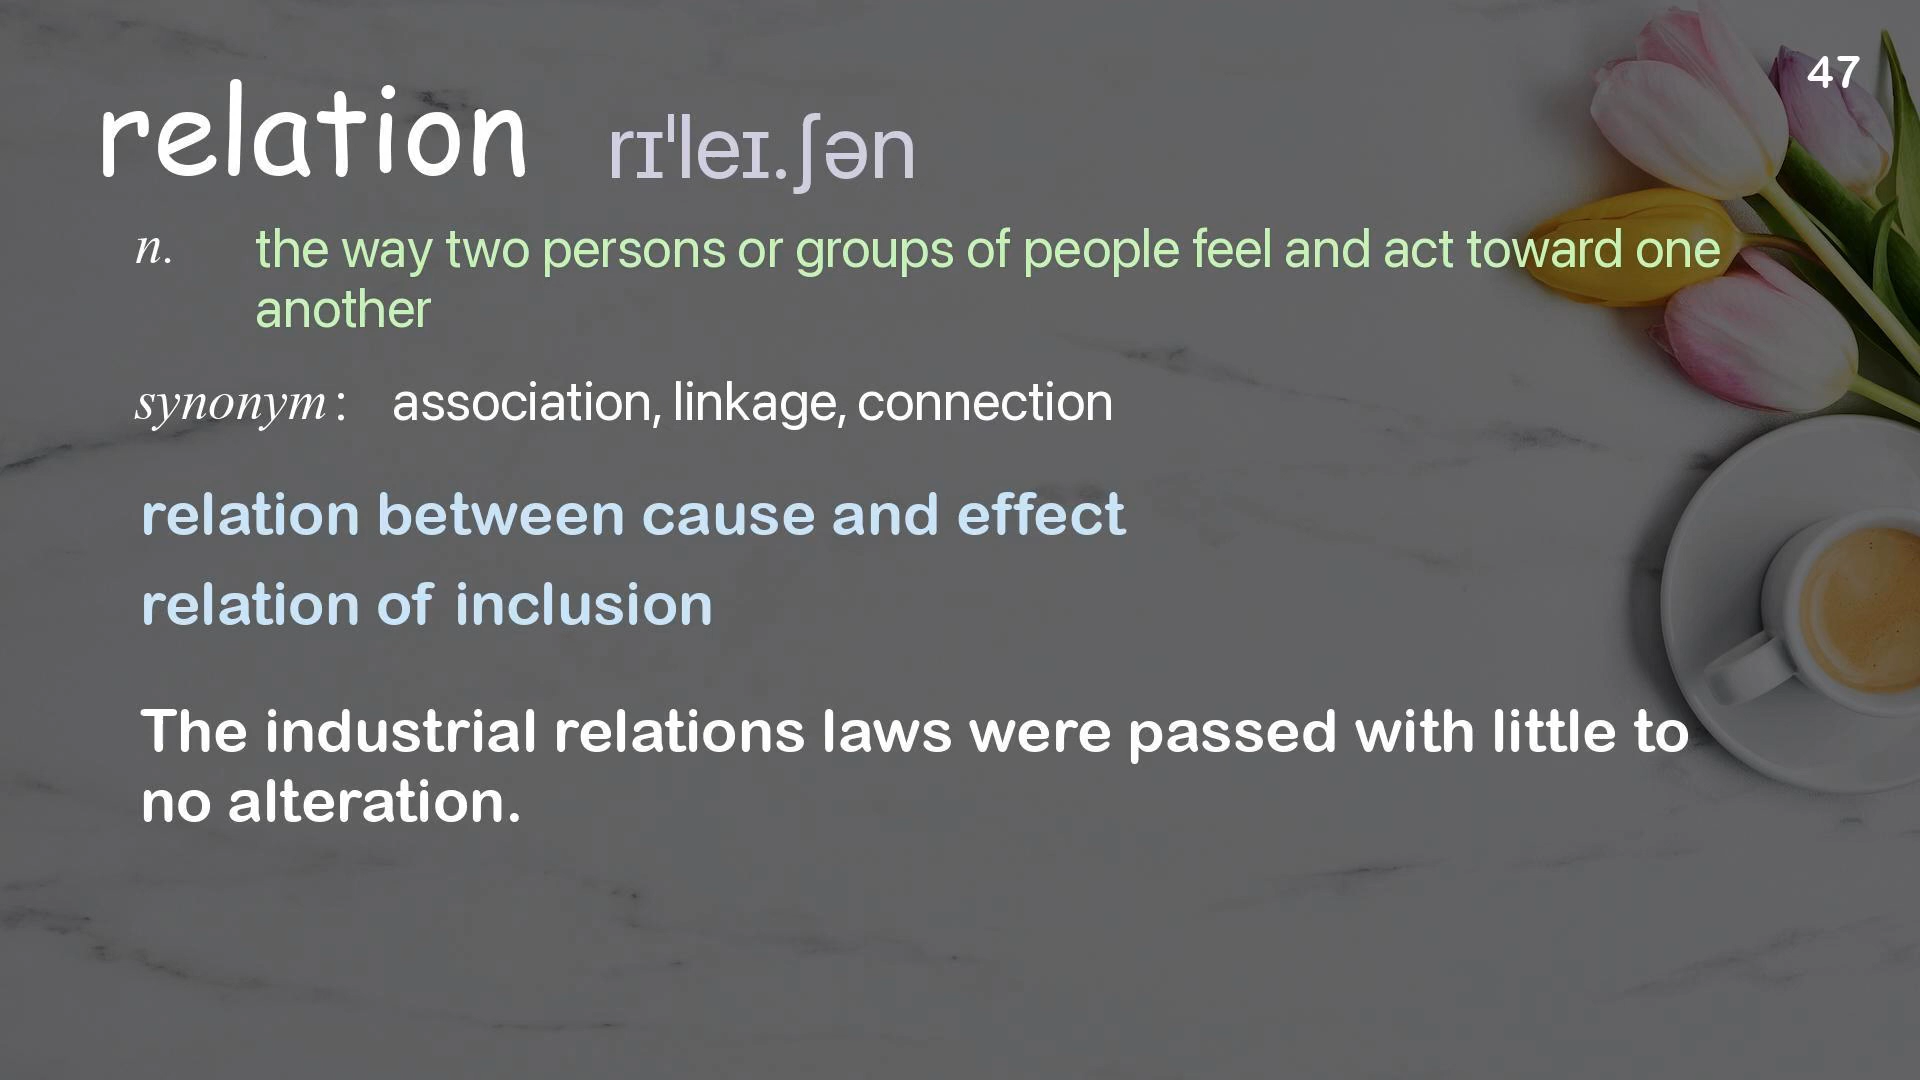 47
relation rɪˈleɪ.ʃən
n. the way two persons or groups of people feel and act toward one
another
synonym: association, linkage, connection
relation between cause and effect
relation of inclusion
The industrial relations laws were passed with little to
no alteration.